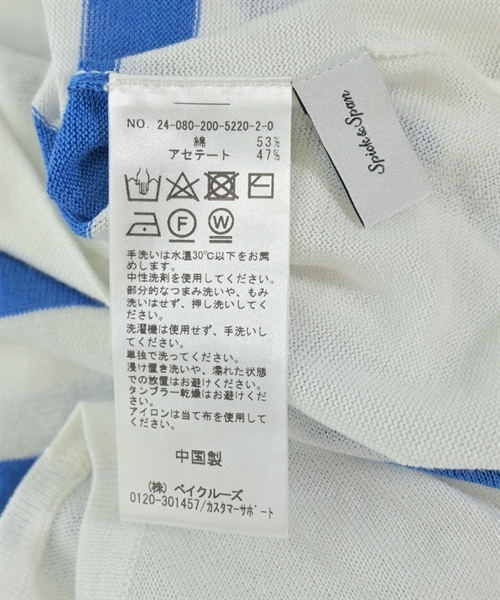 NO. 24-080-200-5220-2-0
綿 53%
アセテート 47%
F W
手洗いは水温30℃以下をお薦
めします。
中性洗剤を使用してください。
部分的なつまみ洗いや、もみ
洗いはせず、押し洗いしてく
ださい。
洗濯機は使用せず、手洗いし
てください。
単独で洗ってください。
浸け置き洗いや、濡れた状態
での放置はお避けください。
タンブラー乾燥はお避けください。
アイロンは当て布を使用して
ください。
中国製
(株) ベイクルーズ
0120-301457/カスタマーサポート
Spick & Span